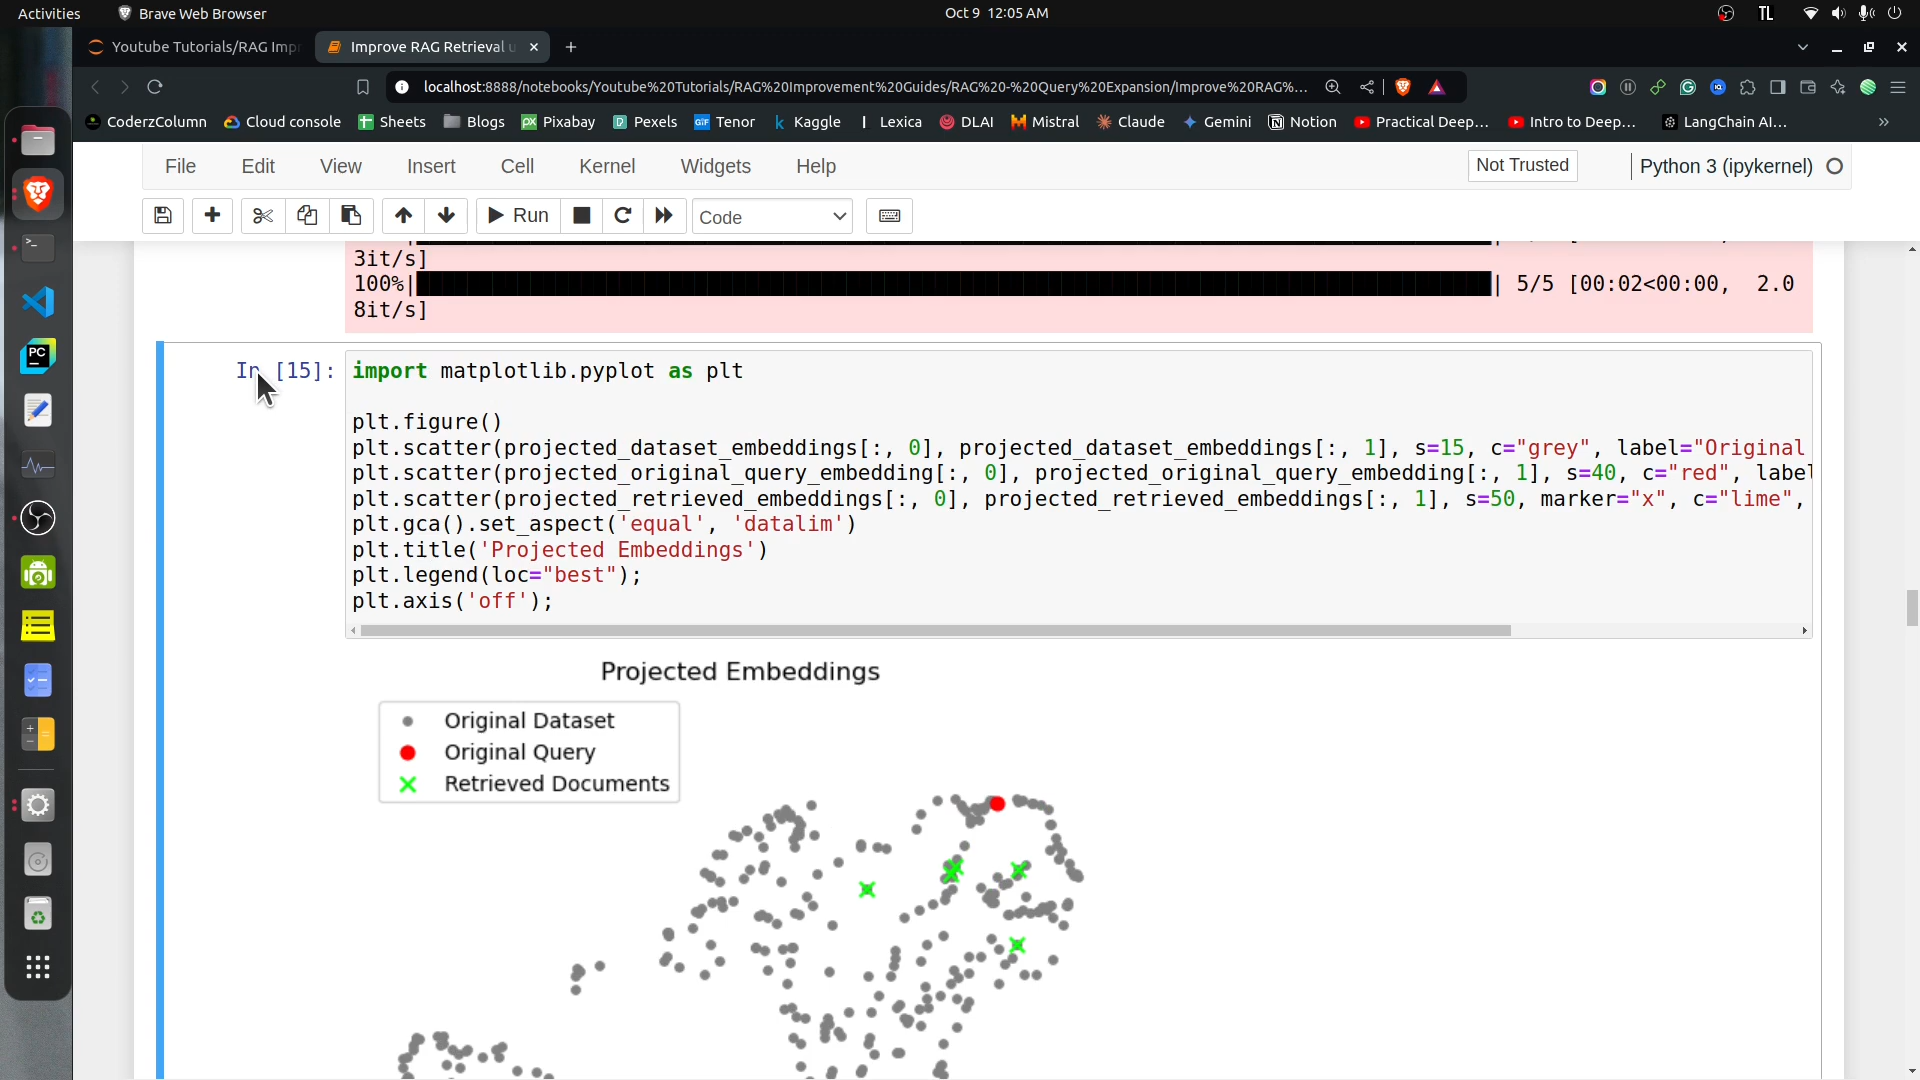 Activities
Brave Web Browser
Oct 9 12:05 AM
TL
Youtube Tutorials/RAG Imp
Improve RAG Retrieval u
localhost:8888/notebooks/Youtube%20Tutorials/RAG%20Improvement%20Guides/RAG%20-%20Query%20Expansion/Improve%20RAG%...
CoderzColumn
Cloud console
Sheets
Blogs
Pixabay
Pexels
Tenor
Kaggle
Lexica
DLAI
Mistral
Claude
Gemini
Notion
Practical Deep...
Intro to Deep...
LangChain AI...
File
Edit
View
Insert
Cell
Kernel
Widgets
Help
Not Trusted
Python 3 (ipykernel)
Run
Code
3it/s]
100%| | 5/5 [00:02<00:00, 2.0
8it/s]
In [15]:
import matplotlib.pyplot as plt
plt.figure()
plt.scatter(projected_dataset_embeddings[:, 0], projected_dataset_embeddings[:, 1], s=15, c="grey", label="Original
plt.scatter(projected_original_query_embedding[:, 0], projected_original_query_embedding[:, 1], s=40, c="red", label
plt.scatter(projected_retrieved_embeddings[:, 0], projected_retrieved_embeddings[:, 1], s=50, marker="x", c="lime",
plt.gca().set_aspect('equal', 'datalim')
plt.title('Projected Embeddings')
plt.legend(loc="best");
plt.axis('off');
Projected Embeddings
Original Dataset
Original Query
Retrieved Documents